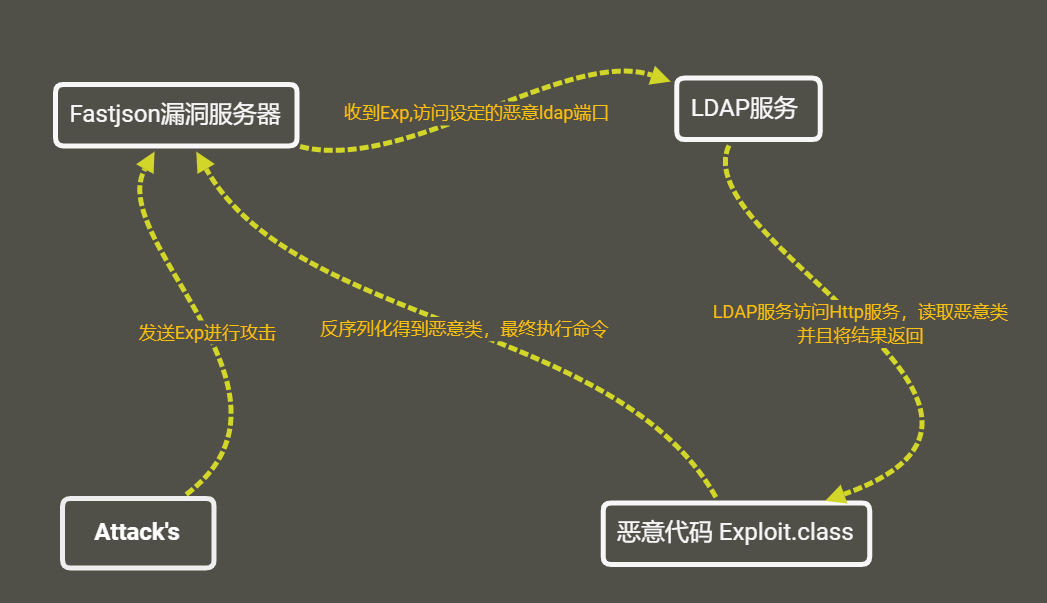 Fastjson漏洞服务器
收到Exp,访问设定的恶意ldap端口
LDAP服务
LDAP服务访问Http服务，读取恶意类
并且将结果返回
发送Exp进行攻击
反序列化得到恶意类，最终执行命令
Attack's
恶意代码 Exploit.class